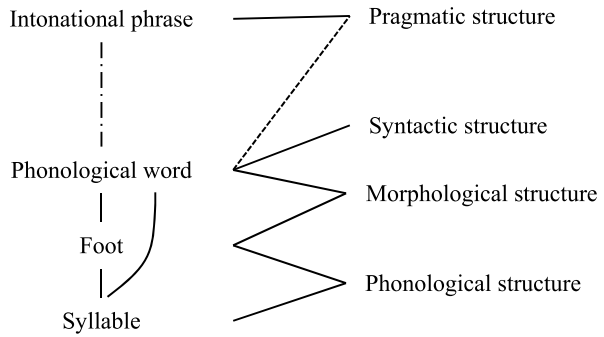 Intonational phrase
Pragmatic structure
Syntactic structure
Phonological word
Morphological structure
Foot
Phonological structure
Syllable